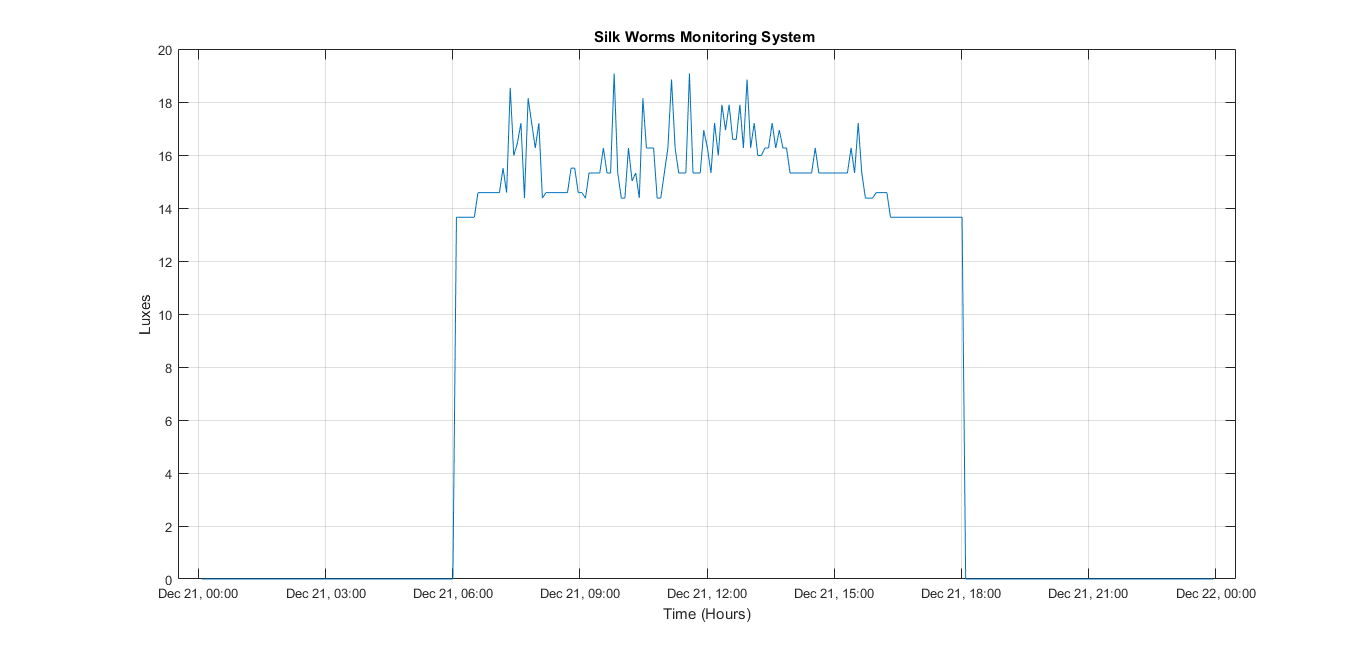 Silk Worms Monitoring System
20
18
16
14
12
10
8
6
4
2
0
Luxes
Dec 21, 00:00 Dec 21, 03:00 Dec 21, 06:00 Dec 21, 09:00 Dec 21, 12:00 Dec 21, 15:00 Dec 21, 18:00 Dec 21, 21:00 Dec 22, 00:00
Time (Hours)